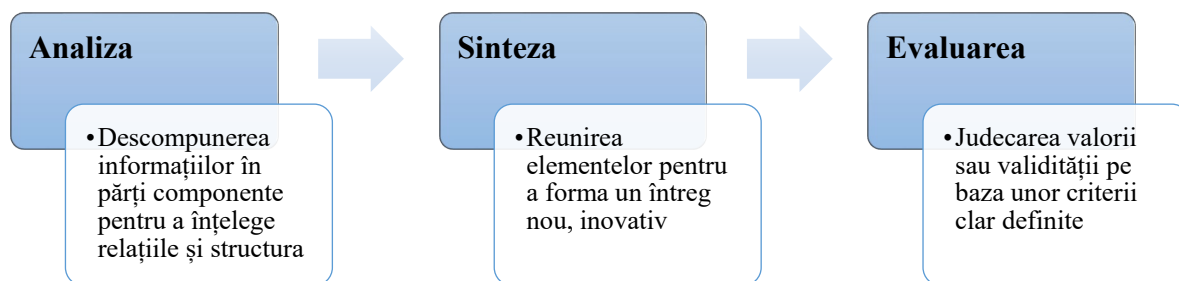 Analiza
•Descompunerea
informațiilor în
părți componente
pentru a înțelege
relațiile și structura
Sinteza
•Reunirea
elementelor pentru
a forma un întreg
nou, inovativ
Evaluarea
•Judecarea valorii
sau validității pe
baza unor criterii
clar definite